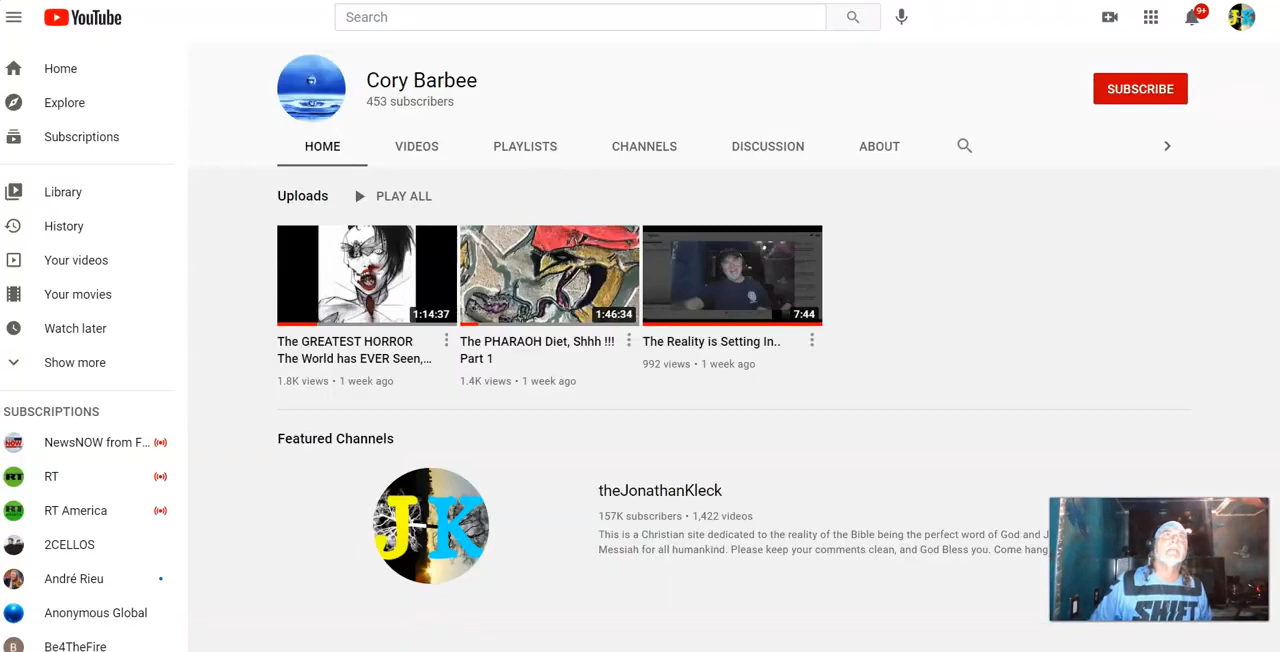 YouTube
Search
9+
Home
Explore
Subscriptions
Library
History
Your videos
Your movies
Watch later
Show more
SUBSCRIPTIONS
NewsNOW from F...
RT
RT America
2CELLOS
André Rieu
Anonymous Global
B
Be4TheFire
Cory Barbee
453 subscribers
SUBSCRIBE
HOME VIDEOS PLAYLISTS CHANNELS DISCUSSION ABOUT
Uploads PLAY ALL
1:14:37
The GREATEST HORROR
The World has EVER Seen,...
1.8K views • 1 week ago
1:46:34
The PHARAOH Diet, Shhh !!!
Part 1
1.4K views • 1 week ago
7:44
The Reality is Setting In..
992 views • 1 week ago
Featured Channels
JK
theJonathanKleck
157K subscribers • 1,422 videos
This is a Christian site dedicated to the reality of the Bible being the perfect word of God and J
Messiah for all humankind. Please keep your comments clean, and God Bless you. Come hang
SHIFT